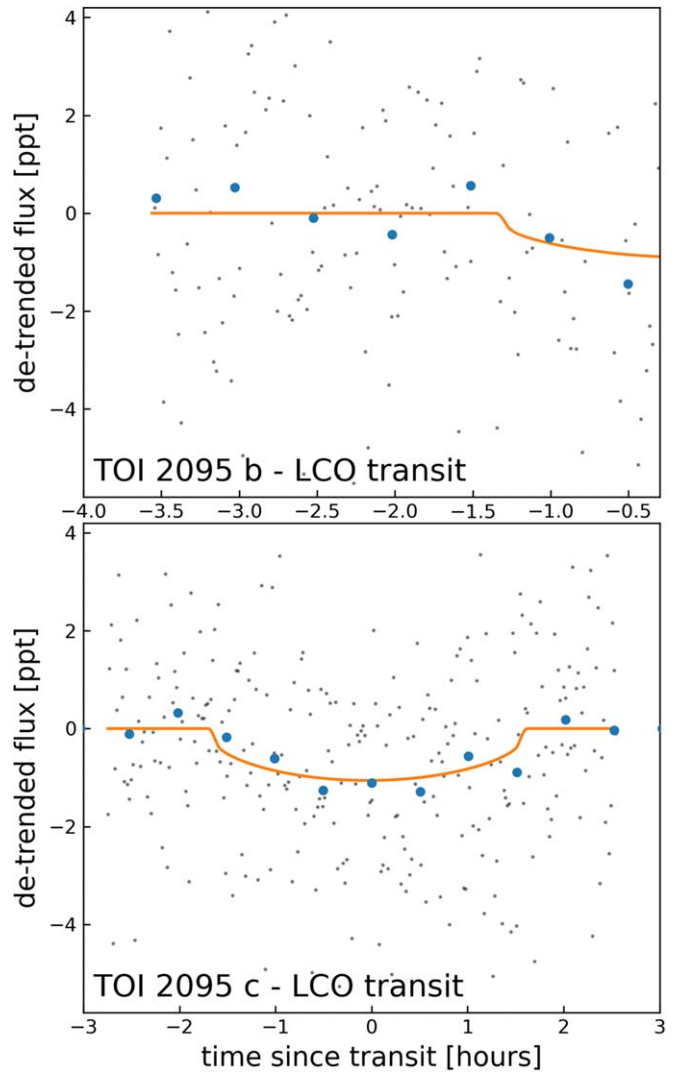 4
2
0
−2
−4
de-trended flux [ppt]
TOI 2095 b - LCO transit
−4.0 −3.5 −3.0 −2.5 −2.0 −1.5 −1.0 −0.5
4
2
0
−2
−4
de-trended flux [ppt]
TOI 2095 c - LCO transit
−3 −2 −1 0 1 2 3
time since transit [hours]